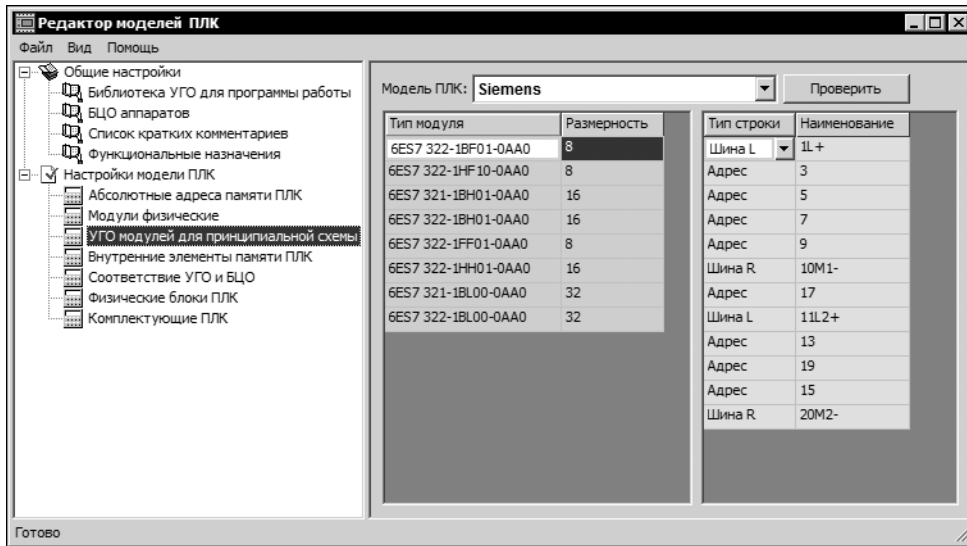 Редактор моделей ПЛК
Файл Вид Помощь
Общие настройки
Библиотека УГО для программы работы
БЦО аппаратов
Список кратких комментариев
Функциональные назначения
Настройки модели ПЛК
Абсолютные адреса памяти ПЛК
Модули физические
УГО модулей для принципиальной схемы
Внутренние элементы памяти ПЛК
Соответствие УГО и БЦО
Физические блоки ПЛК
Комплектующие ПЛК
Модель ПЛК: Siemens Проверить
Тип модуля Размерность
6ES7 322-1BF01-0AA0 8
6ES7 322-1HF10-0AA0 8
6ES7 321-1BH01-0AA0 16
6ES7 322-1BH01-0AA0 16
6ES7 322-1FF01-0AA0 8
6ES7 322-1HH01-0AA0 16
6ES7 321-1BL00-0AA0 32
6ES7 322-1BL00-0AA0 32
Тип строки Наименование
Шина L 1L+
Адрес 3
Адрес 5
Адрес 7
Адрес 9
Шина R 10M1-
Адрес 17
Шина L 11L2+
Адрес 13
Адрес 19
Адрес 15
Шина R 20M2-
Готово